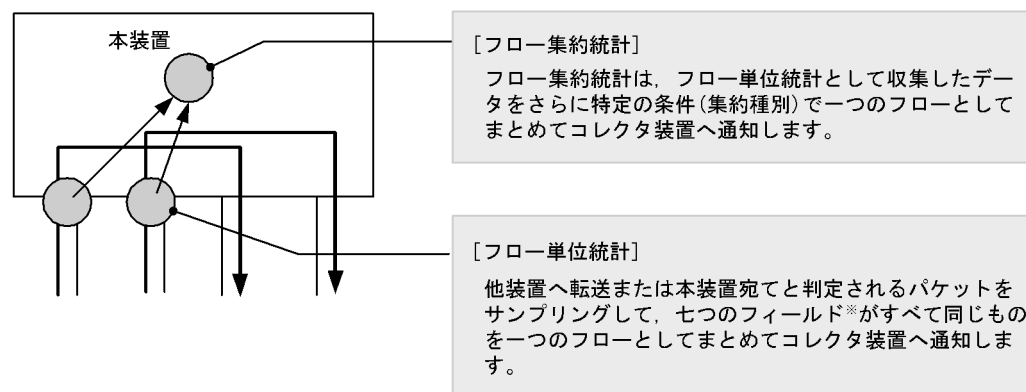 本装置
[フロー集約統計]
フロー集約統計は，フロー単位統計として収集したデー
タをさらに特定の条件(集約種別)で一つのフローとして
まとめてコレクタ装置へ通知します。
[フロー単位統計]
他装置へ転送または本装置宛てと判定されるパケットを
サンプリングして，七つのフィールド※がすべて同じもの
を一つのフローとしてまとめてコレクタ装置へ通知しま
す。